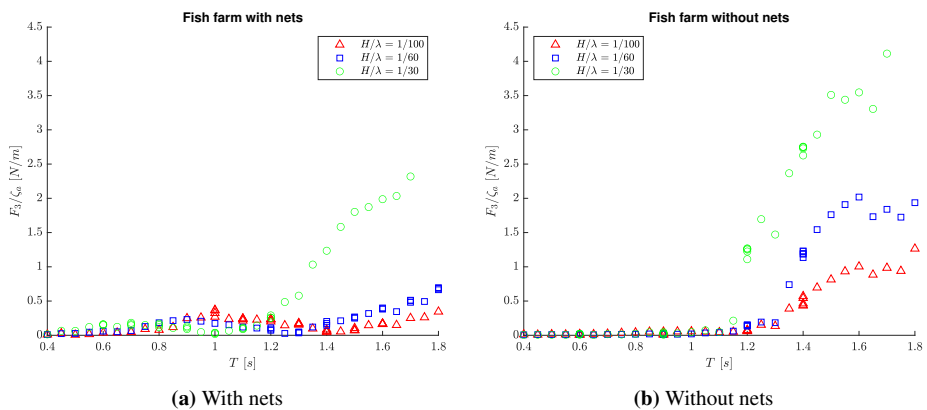 Fish farm with nets
4.5
4
3.5
3
2.5
2
1.5
1
0.5
0
F₃/ζₐ [N/m]
H/λ = 1/100
H/λ = 1/60
H/λ = 1/30
0.4 0.6 0.8 1 1.2 1.4 1.6 1.8
T [s]
(a) With nets
Fish farm without nets
4.5
4
3.5
3
2.5
2
1.5
1
0.5
0
F₃/ζₐ [N/m]
H/λ = 1/100
H/λ = 1/60
H/λ = 1/30
0.4 0.6 0.8 1 1.2 1.4 1.6 1.8
T [s]
(b) Without nets